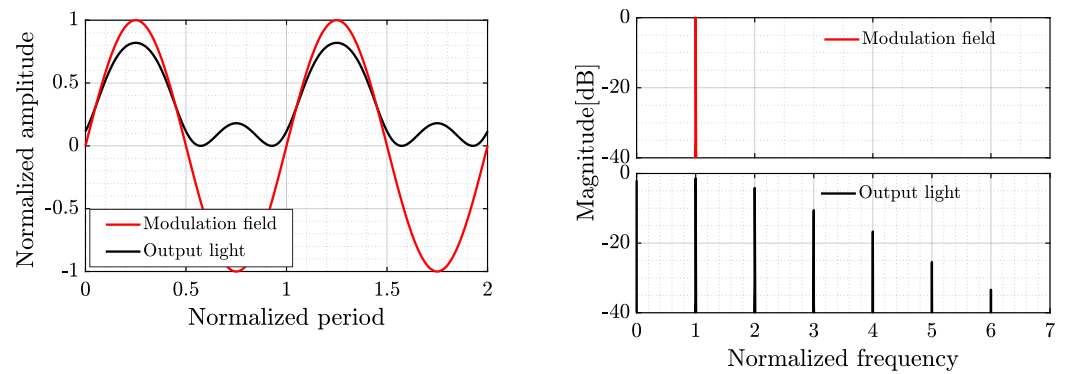 Normalized amplitude
1
0.5
0
-0.5
-1
Modulation field
Output light
0 0.5 1 1.5 2
Normalized period
Magnitude[dB]
0
-20
-40
Modulation field
0
-20
-40
Output light
0 1 2 3 4 5 6 7
Normalized frequency